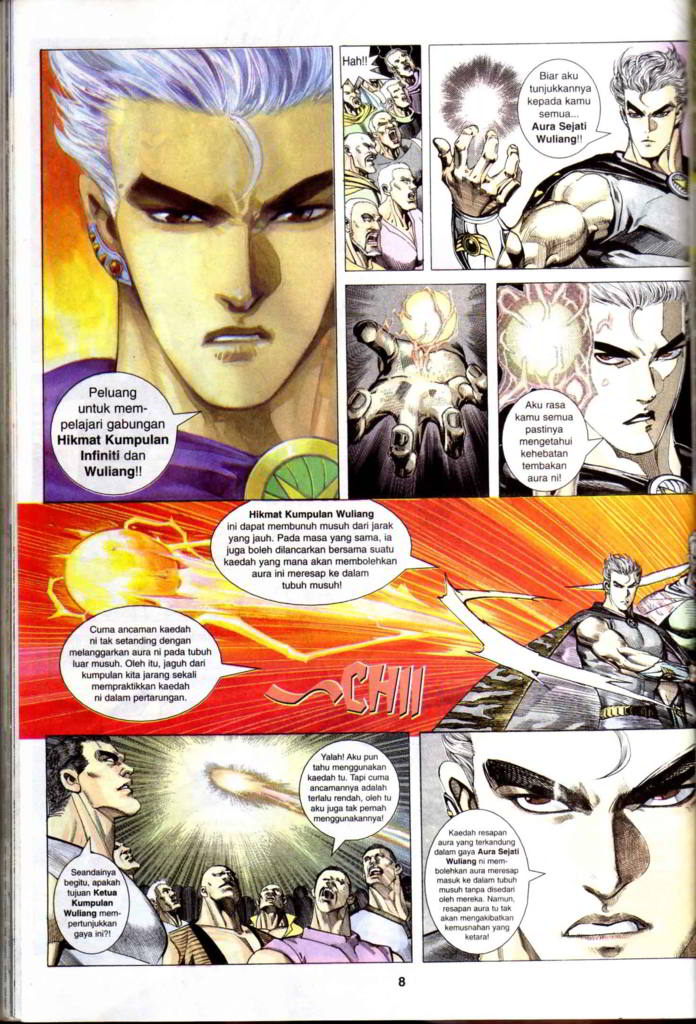 Peluang
untuk mem-
pelajari gabungan
Hikmat Kumpulan
Infiniti dan
Wuliang!!
Hah!!
Biar aku
tunjukkannya
kepada kamu
semua...
Aura Sejati
Wuliang!!
Aku rasa
kamu semua
pastinya
mengetahui
kehebatan
tembakan
aura ni!
Hikmat Kumpulan Wuliang
ini dapat membunuh musuh dari jarak
yang jauh. Pada masa yang sama, ia
juga boleh dilancarkan bersama suatu
kaedah yang mana akan membolehkan
aura ini meresap ke dalam
tubuh musuh!
Cuma ancaman kaedah
ni tak setanding dengan
melanggarkan aura ni pada tubuh
luar musuh. Oleh itu, jaguh dari
kumpulan kita jarang sekali
mempraktikkan kaedah
ni dalam pertarungan.
CHII
Yalah! Aku pun
tahu menggunakan
kaedah tu. Tapi cuma
ancamannya adalah
terlalu rendah, oleh tu
aku juga tak pernah
menggunakannya!
Seandainya
begitu, apakah
tujuan Ketua
Kumpulan
Wuliang mem-
pertunjukkan
gaya ini?!
Kaedah resapan
aura yang terkandung
dalam gaya Aura Sejati
Wuliang ni mem-
bolehkan aura meresap
masuk ke dalam tubuh
musuh tanpa disedari
oleh mereka. Namun,
resapan aura tu tak
akan mengakibatkan
kemusnahan yang
ketara!
8